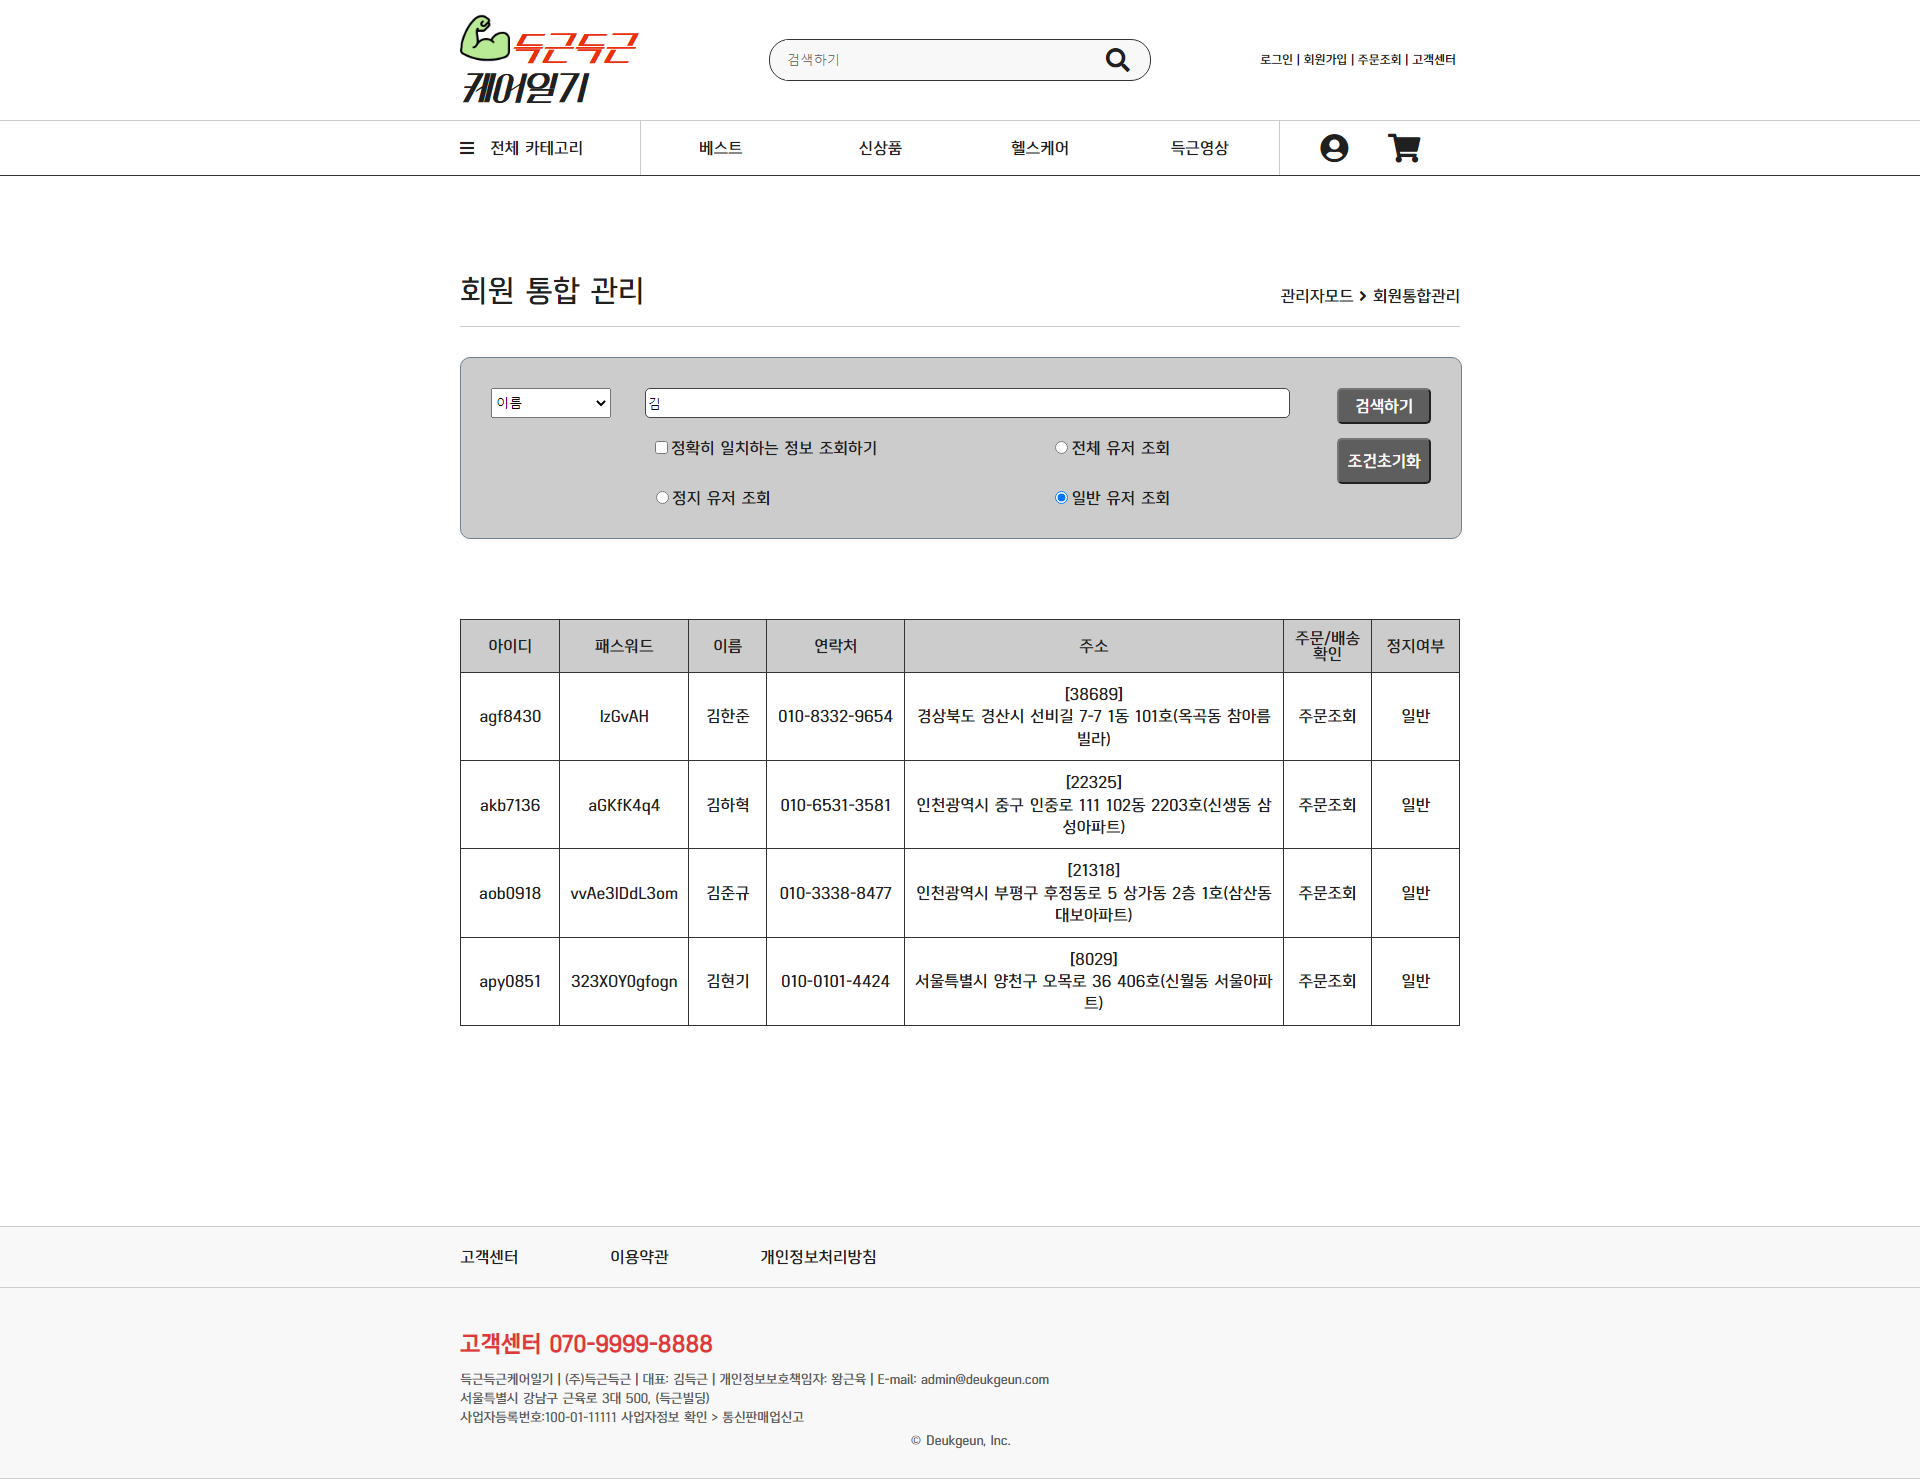 득근득근
케어일기
검색하기
로그인 | 회원가입 | 주문조회 | 고객센터
전체 카테고리 베스트 신상품 헬스케어 득근영상
회원 통합 관리
관리자모드 > 회원통합관리
이름 김 검색하기
정확히 일치하는 정보 조회하기 전체 유저 조회
조건초기화
정지 유저 조회 일반 유저 조회
아이디 패스워드 이름 연락처 주소 주문/배송 확인 정지여부
[38689]
agf8430 IzGvAH 김한준 010-8332-9654 경상북도 경산시 선비길 7-7 1동 101호(옥곡동 참아름 주문조회 일반
빌라)
[22325]
akb7136 aGKfK4q4 김하혁 010-6531-3581 인천광역시 중구 인중로 111 102동 2203호(신생동 삼 주문조회 일반
성아파트)
[21318]
aob0918 vvAe3IDdL3om 김준규 010-3338-8477 인천광역시 부평구 후정동로 5 상가동 2층 1호(삼산동 주문조회 일반
대보아파트)
[8029]
apy0851 323XOY0gfogn 김현기 010-0101-4424 서울특별시 양천구 오목로 36 406호(신월동 서울아파 주문조회 일반
트)
고객센터 이용약관 개인정보처리방침
고객센터 070-9999-8888
득근득근케어일기 | (주)득근득근 | 대표: 김득근 | 개인정보보호책임자: 왕근육 | E-mail: admin@deukgeun.com
서울특별시 강남구 근육로 3대 500, (득근빌딩)
사업자등록번호:100-01-11111 사업자정보 확인 > 통신판매업신고
© Deukgeun, Inc.